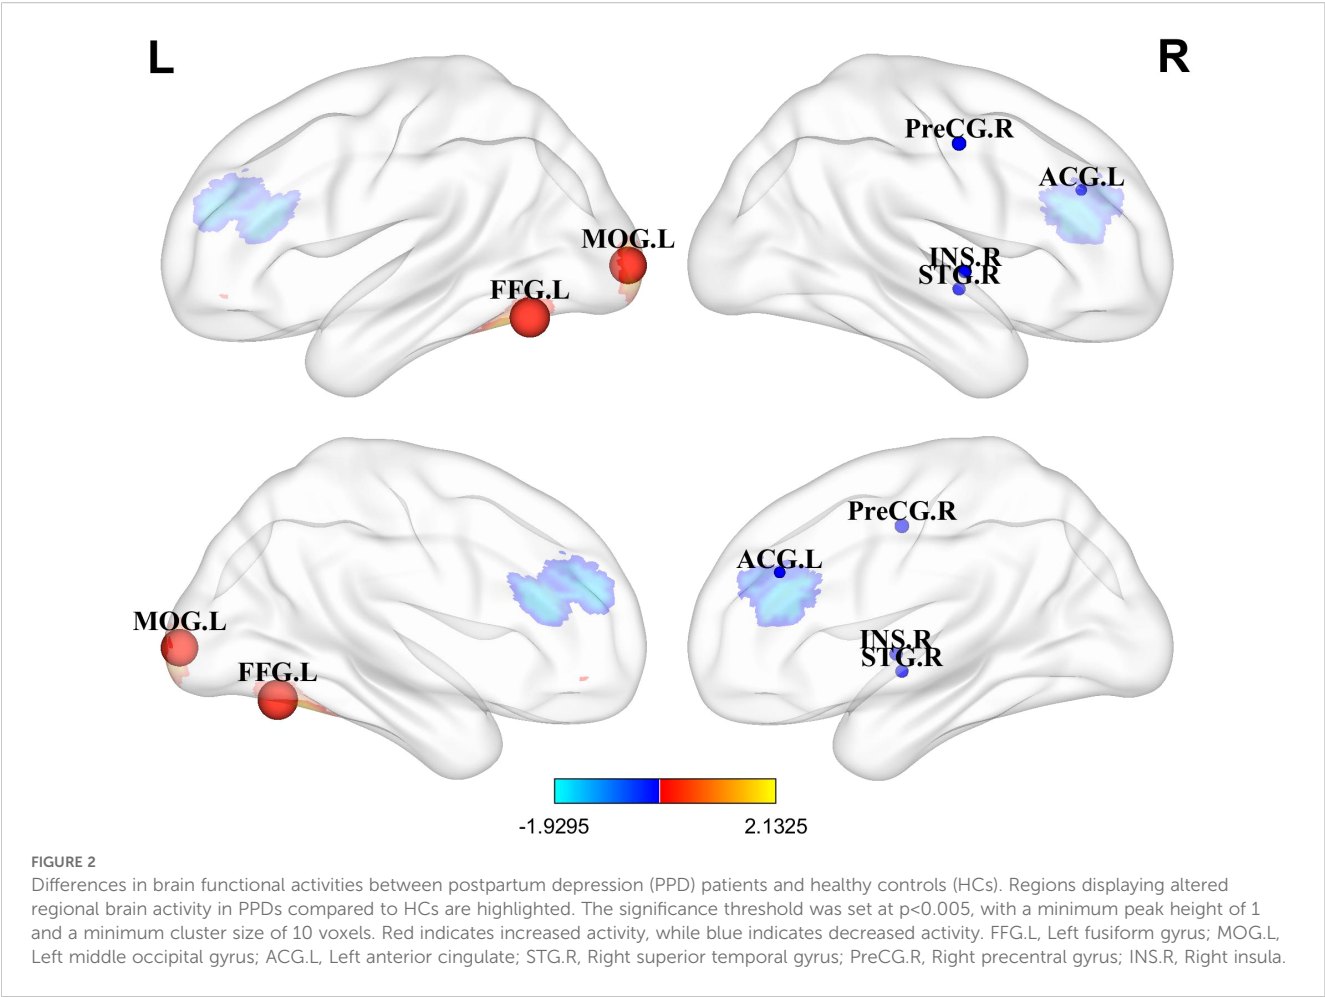 L
R
PreCG.R
ACG.L
MOG.L
INS.R
STG.R
FFG.L
PreCG.R
ACG.L
MOG.L
INS.R
STG.R
FFG.L
-1.9295
2.1325
FIGURE 2
Differences in brain functional activities between postpartum depression (PPD) patients and healthy controls (HCs). Regions displaying altered
regional brain activity in PPDs compared to HCs are highlighted. The significance threshold was set at p<0.005, with a minimum peak height of 1
and a minimum cluster size of 10 voxels. Red indicates increased activity, while blue indicates decreased activity. FFG.L, Left fusiform gyrus; MOG.L,
Left middle occipital gyrus; ACG.L, Left anterior cingulate; STG.R, Right superior temporal gyrus; PreCG.R, Right precentral gyrus; INS.R, Right insula.